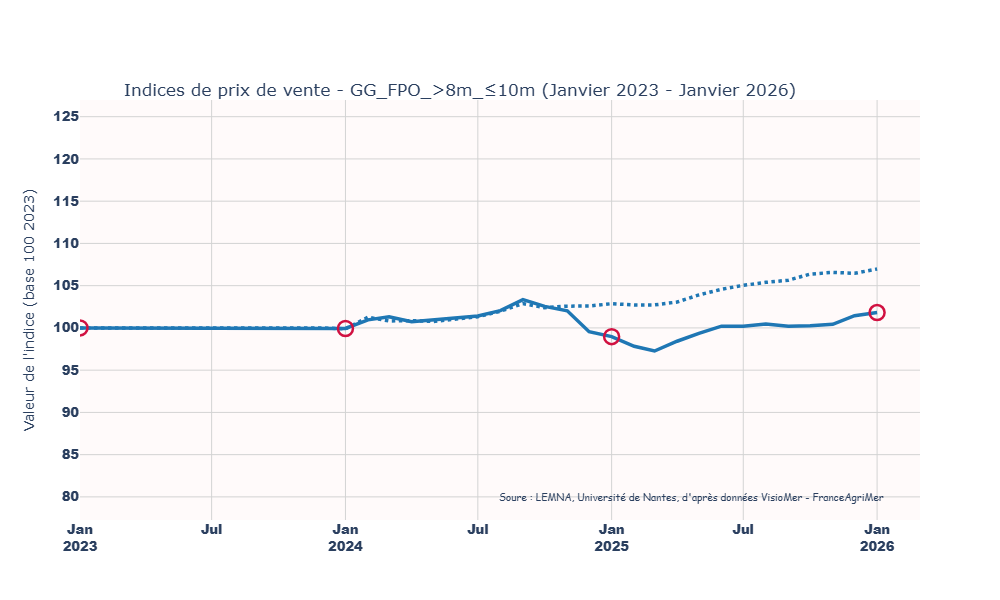 Indices de prix de vente - GG_FPO_>8m_≤10m (Janvier 2023 - Janvier 2026)
Valeur de l'indice (base 100 2023)
125
120
115
110
105
100
95
90
85
80
Soure : LEMNA, Université de Nantes, d'après données VisioMer - FranceAgriMer
Jan
2023
Jul
Jan
2024
Jul
Jan
2025
Jul
Jan
2026